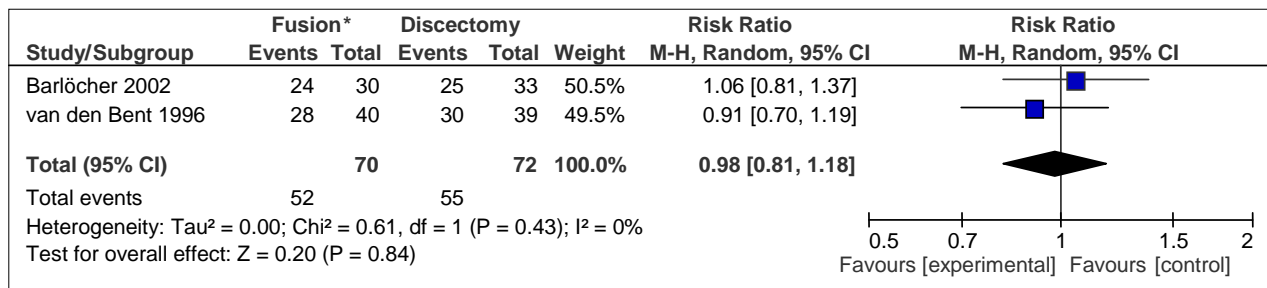 Fusion* Discectomy Risk Ratio Risk Ratio
Study/Subgroup Events Total Events Total Weight M-H, Random, 95% CI M-H, Random, 95% CI
Barlöcher 2002 24 30 25 33 50.5% 1.06 [0.81, 1.37]
van den Bent 1996 28 40 30 39 49.5% 0.91 [0.70, 1.19]
Total (95% CI) 70 72 100.0% 0.98 [0.81, 1.18]
Total events 52 55
Heterogeneity: Tau² = 0.00; Chi² = 0.61, df = 1 (P = 0.43); I² = 0%
Test for overall effect: Z = 0.20 (P = 0.84)
0.5 0.7 1 1.5 2
Favours [experimental] Favours [control]